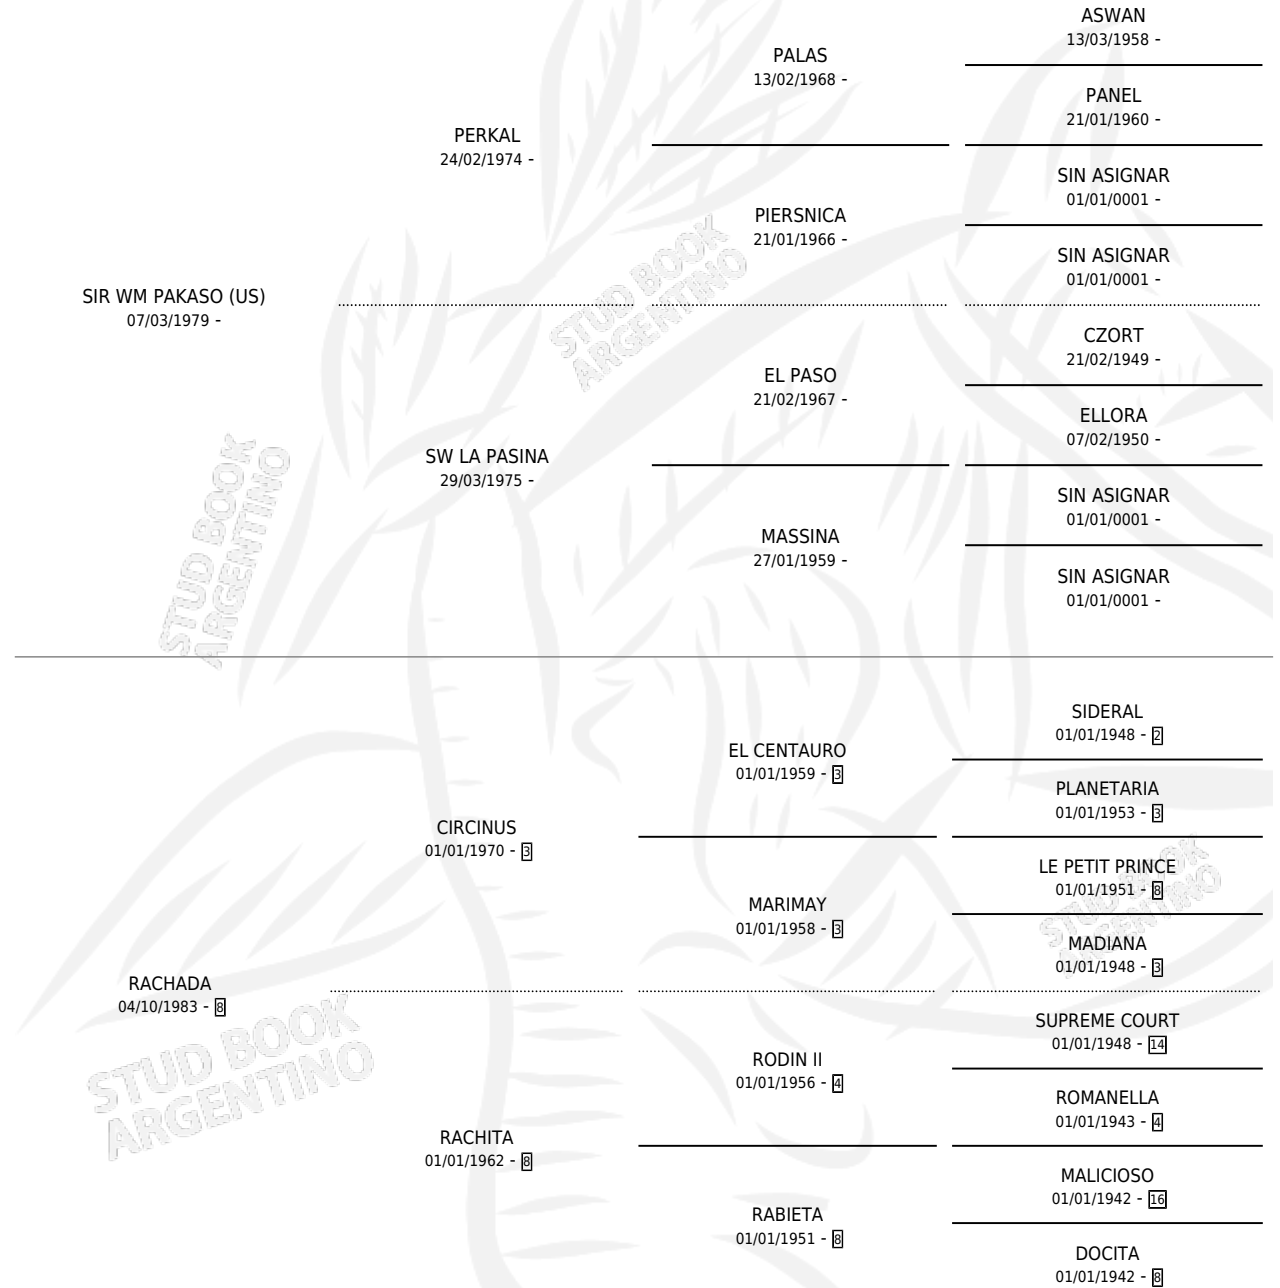 ASWAN
13/03/1958 -
PALAS
13/02/1968 -
PANEL
21/01/1960 -
PERKAL
24/02/1974 -
SIN ASIGNAR
01/01/0001 -
PIERSNICA
21/01/1966 -
SIN ASIGNAR
01/01/0001 -
SIR WM PAKASO (US)
07/03/1979 -
STUD BOOK
ARGENTINO
CZORT
21/02/1949 -
EL PASO
21/02/1967 -
ELLORA
07/02/1950 -
SW LA PASINA
29/03/1975 -
SIN ASIGNAR
01/01/0001 -
MASSINA
27/01/1959 -
SIN ASIGNAR
01/01/0001 -
STUD BOOK
ARGENTINO
SIDERAL
01/01/1948 - 2
EL CENTAURO
01/01/1959 - 3
PLANETARIA
01/01/1953 - 3
CIRCINUS
01/01/1970 - 3
LE PETIT PRINCE
01/01/1951 - 8
MARIMAY
01/01/1958 - 3
STUD BOOK
ARGENTINO
MADIANA
01/01/1948 - 3
RACHADA
04/10/1983 - 8
STUD BOOK
ARGENTINO
SUPREME COURT
01/01/1948 - 14
RODIN II
01/01/1956 - 4
ROMANELLA
01/01/1943 - 4
RACHITA
01/01/1962 - 8
MALICIOSO
01/01/1942 - 16
RABIETA
01/01/1951 - 8
DOCITA
01/01/1942 - 8